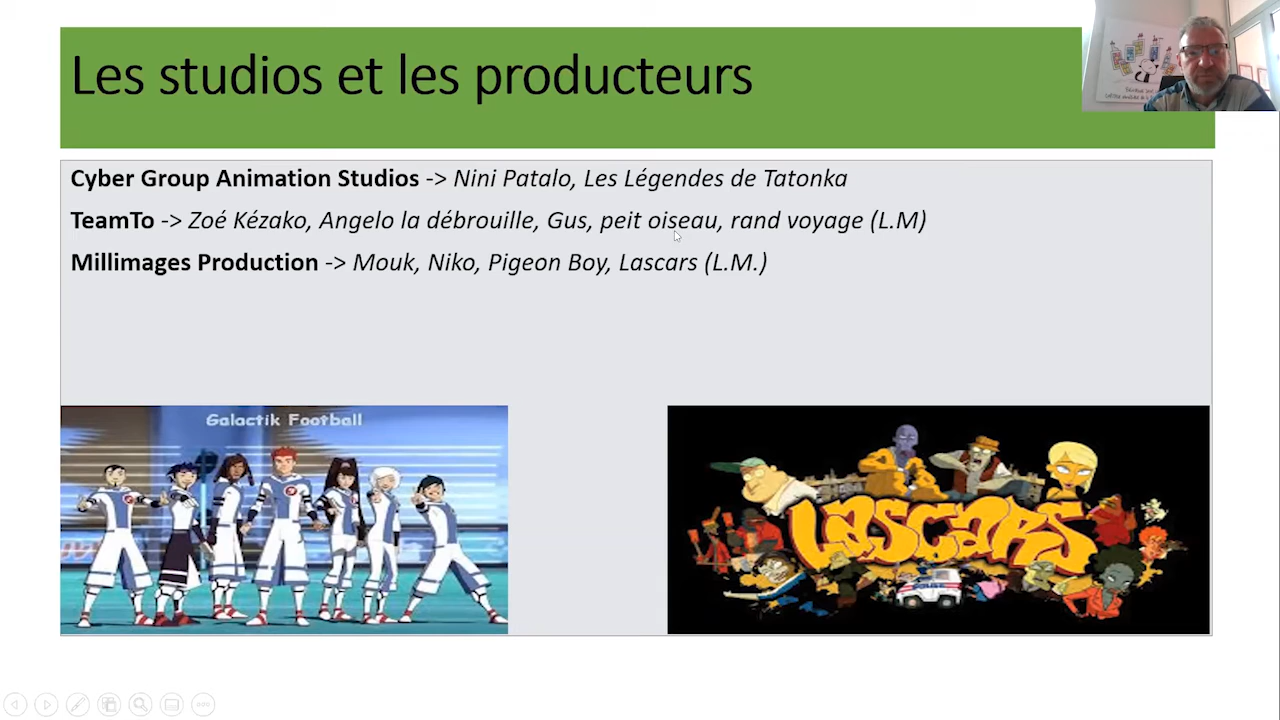 Les studios et les producteurs
Cyber Group Animation Studios -> Nini Patalo, Les Légendes de Tatonka
TeamTo -> Zoé Kézako, Angelo la débrouille, Gus, peit oiseau, rand voyage (L.M)
Millimages Production -> Mouk, Niko, Pigeon Boy, Lascars (L.M.)
Galactik Football
LASCARS